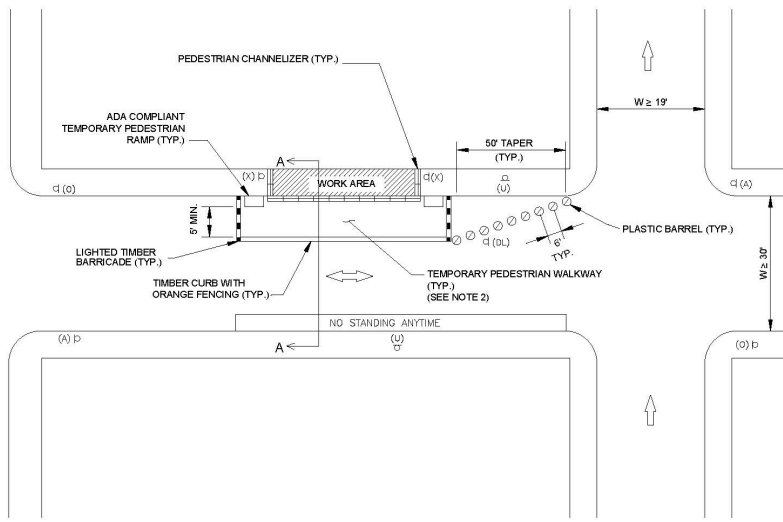 PEDESTRIAN CHANNELIZER (TYP.)
ADA COMPLIANT
TEMPORARY PEDESTRIAN
RAMP (TYP.)
W ≥ 19'
50' TAPER
(TYP.)
A
(X)
WORK AREA
(X)
(O)
(U)
(A)
5' MIN.
PLASTIC BARREL (TYP.)
(DL)
6'
TYP.
LIGHTED TIMBER
BARRICADE (TYP.)
TIMBER CURB WITH
ORANGE FENCING (TYP.)
TEMPORARY PEDESTRIAN WALKWAY
(TYP.)
(SEE NOTE 2)
W ≥ 30'
NO STANDING ANYTIME
(A)
A
(U)
(O)